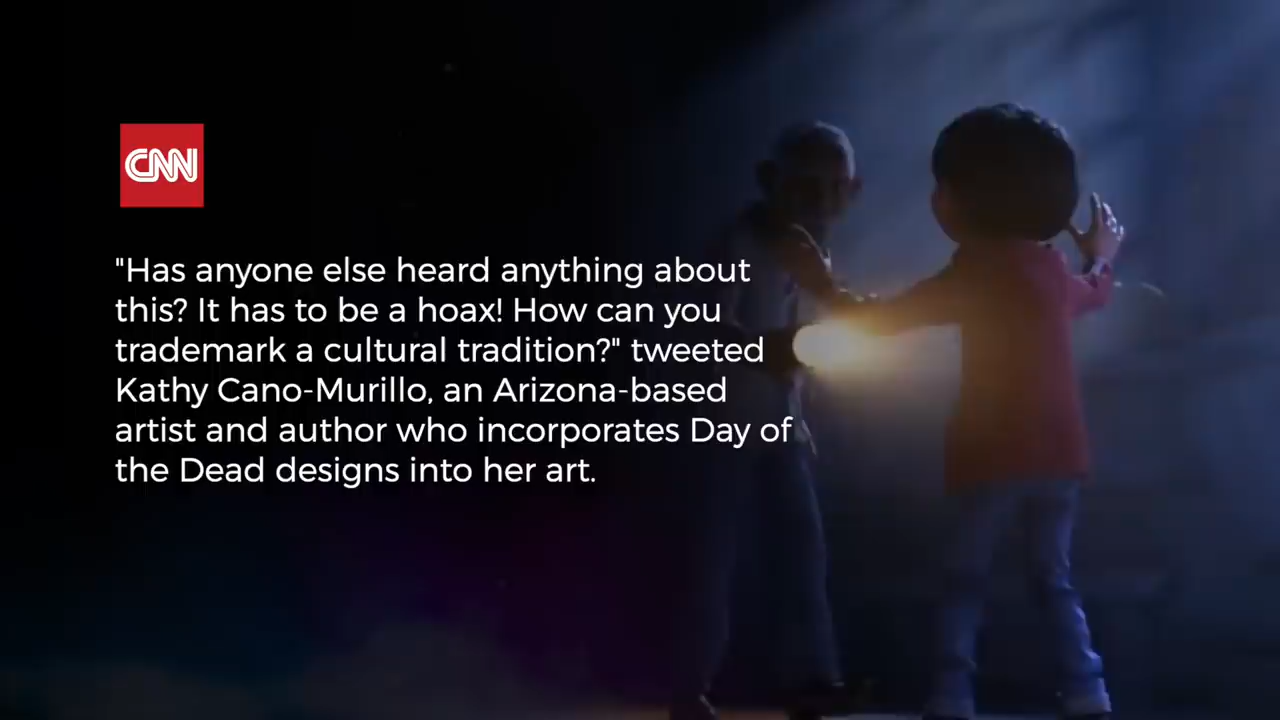 CNN
"Has anyone else heard anything about
this? It has to be a hoax! How can you
trademark a cultural tradition?" tweeted
Kathy Cano-Murillo, an Arizona-based
artist and author who incorporates Day of
the Dead designs into her art.